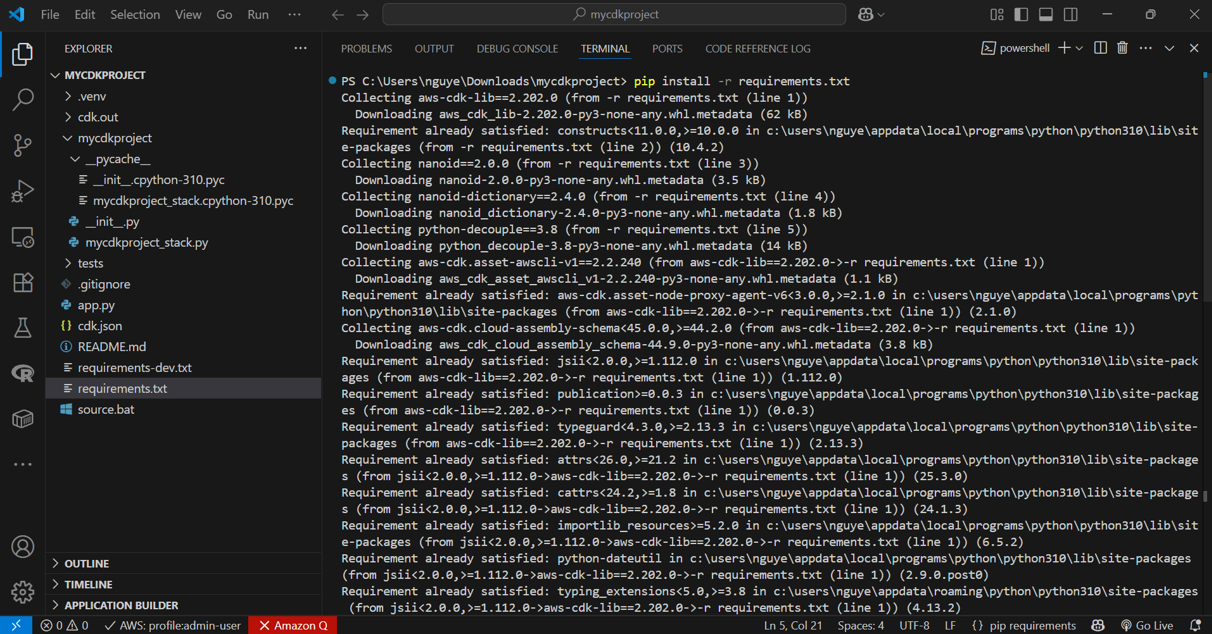 File Edit Selection View Go Run ··· mycdkproject
EXPLORER ···
MYCDKPROJECT
.venv
cdk.out
mycdkproject
__pycache__
__init__.cpython-310.pyc
mycdkproject_stack.cpython-310.pyc
__init__.py
mycdkproject_stack.py
tests
.gitignore
app.py
{} cdk.json
README.md
requirements-dev.txt
requirements.txt
source.bat
OUTLINE
TIMELINE
APPLICATION BUILDER
PROBLEMS OUTPUT DEBUG CONSOLE TERMINAL PORTS CODE REFERENCE LOG powershell
PS C:\Users\nguye\Downloads\mycdkproject> pip install -r requirements.txt
Collecting aws-cdk-lib==2.202.0 (from -r requirements.txt (line 1))
  Downloading aws_cdk_lib-2.202.0-py3-none-any.whl.metadata (62 kB)
Requirement already satisfied: constructs<11.0.0,>=10.0.0 in c:\users\nguye\appdata\local\programs\python\python310\lib\sit
e-packages (from -r requirements.txt (line 2)) (10.4.2)
Collecting nanoid==2.0.0 (from -r requirements.txt (line 3))
  Downloading nanoid-2.0.0-py3-none-any.whl.metadata (3.5 kB)
Collecting nanoid-dictionary==2.4.0 (from -r requirements.txt (line 4))
  Downloading nanoid_dictionary-2.4.0-py3-none-any.whl.metadata (1.8 kB)
Collecting python-decouple==3.8 (from -r requirements.txt (line 5))
  Downloading python_decouple-3.8-py3-none-any.whl.metadata (14 kB)
Collecting aws-cdk.asset-awscli-v1==2.2.240 (from aws-cdk-lib==2.202.0->-r requirements.txt (line 1))
  Downloading aws_cdk_asset_awscli_v1-2.2.240-py3-none-any.whl.metadata (1.1 kB)
Requirement already satisfied: aws-cdk.asset-node-proxy-agent-v6<3.0.0,>=2.1.0 in c:\users\nguye\appdata\local\programs\pyt
hon\python310\lib\site-packages (from aws-cdk-lib==2.202.0->-r requirements.txt (line 1)) (2.1.0)
Collecting aws-cdk.cloud-assembly-schema<45.0.0,>=44.2.0 (from aws-cdk-lib==2.202.0->-r requirements.txt (line 1))
  Downloading aws_cdk_cloud_assembly_schema-44.9.0-py3-none-any.whl.metadata (3.8 kB)
Requirement already satisfied: jsii<2.0.0,>=1.112.0 in c:\users\nguye\appdata\local\programs\python\python310\lib\site-pack
ages (from aws-cdk-lib==2.202.0->-r requirements.txt (line 1)) (1.112.0)
Requirement already satisfied: publication>=0.0.3 in c:\users\nguye\appdata\local\programs\python\python310\lib\site-packag
es (from aws-cdk-lib==2.202.0->-r requirements.txt (line 1)) (0.0.3)
Requirement already satisfied: typeguard<4.3.0,>=2.13.3 in c:\users\nguye\appdata\local\programs\python\python310\lib\site-
packages (from aws-cdk-lib==2.202.0->-r requirements.txt (line 1)) (2.13.3)
Requirement already satisfied: attrs<26.0,>=21.2 in c:\users\nguye\appdata\local\programs\python\python310\lib\site-package
s (from jsii<2.0.0,>=1.112.0->aws-cdk-lib==2.202.0->-r requirements.txt (line 1)) (25.3.0)
Requirement already satisfied: cattrs<24.2,>=1.8 in c:\users\nguye\appdata\local\programs\python\python310\lib\site-package
s (from jsii<2.0.0,>=1.112.0->aws-cdk-lib==2.202.0->-r requirements.txt (line 1)) (24.1.3)
Requirement already satisfied: importlib_resources>=5.2.0 in c:\users\nguye\appdata\local\programs\python\python310\lib\sit
e-packages (from jsii<2.0.0,>=1.112.0->aws-cdk-lib==2.202.0->-r requirements.txt (line 1)) (6.5.2)
Requirement already satisfied: python-dateutil in c:\users\nguye\appdata\local\programs\python\python310\lib\site-packages
(from jsii<2.0.0,>=1.112.0->aws-cdk-lib==2.202.0->-r requirements.txt (line 1)) (2.9.0.post0)
Requirement already satisfied: typing_extensions<5.0,>=3.8 in c:\users\nguye\appdata\roaming\python\python310\site-packages
 (from jsii<2.0.0,>=1.112.0->aws-cdk-lib==2.202.0->-r requirements.txt (line 1)) (4.13.2)
0 0 AWS: profile:admin-user Amazon Q Ln 5, Col 21 Spaces: 4 UTF-8 LF {} pip requirements Go Live